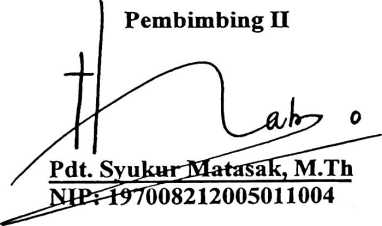 Pembimbing II
Pdt. Syukur Matasak, M.Th
NIP: 197008212005011004